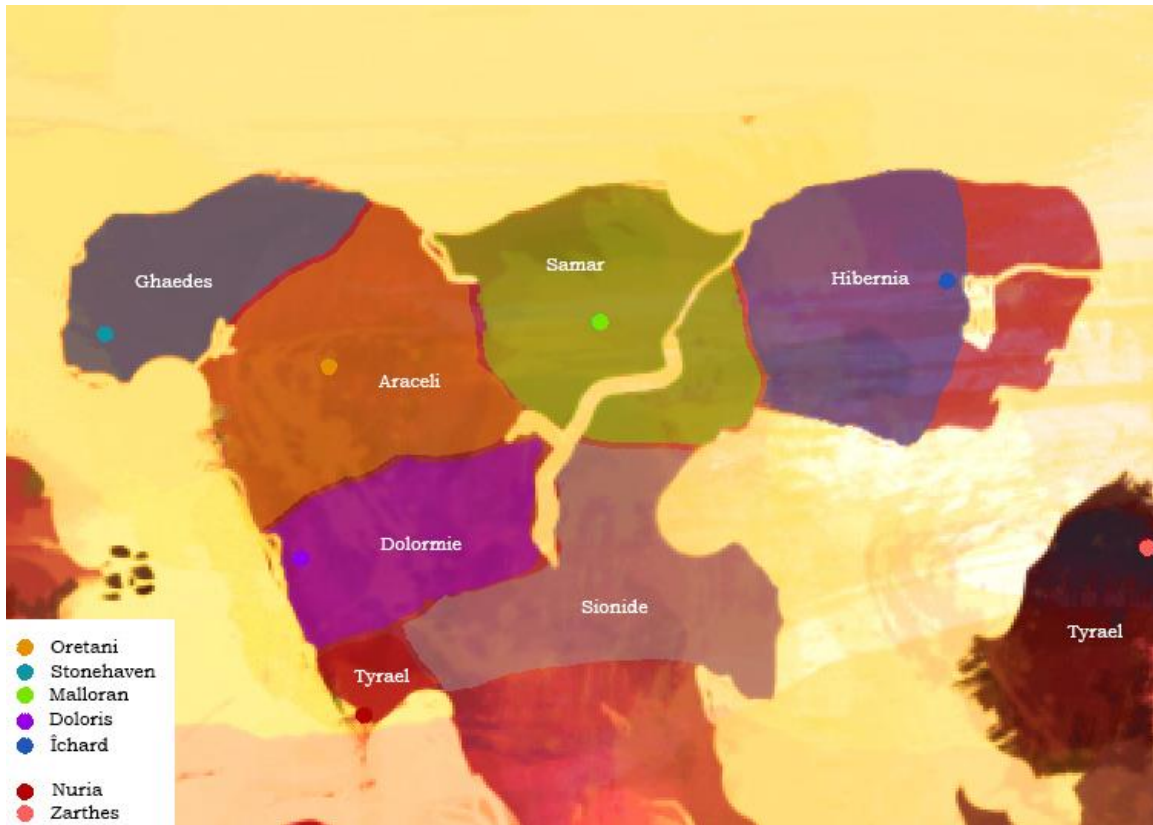 Samar
Hibernia
Ghaedes
Araceli
Dolormie
Sionide
Tyrael
Tyrael
Oretani
Stonehaven
Malloran
Doloris
Îchard
Nuria
Zarthes